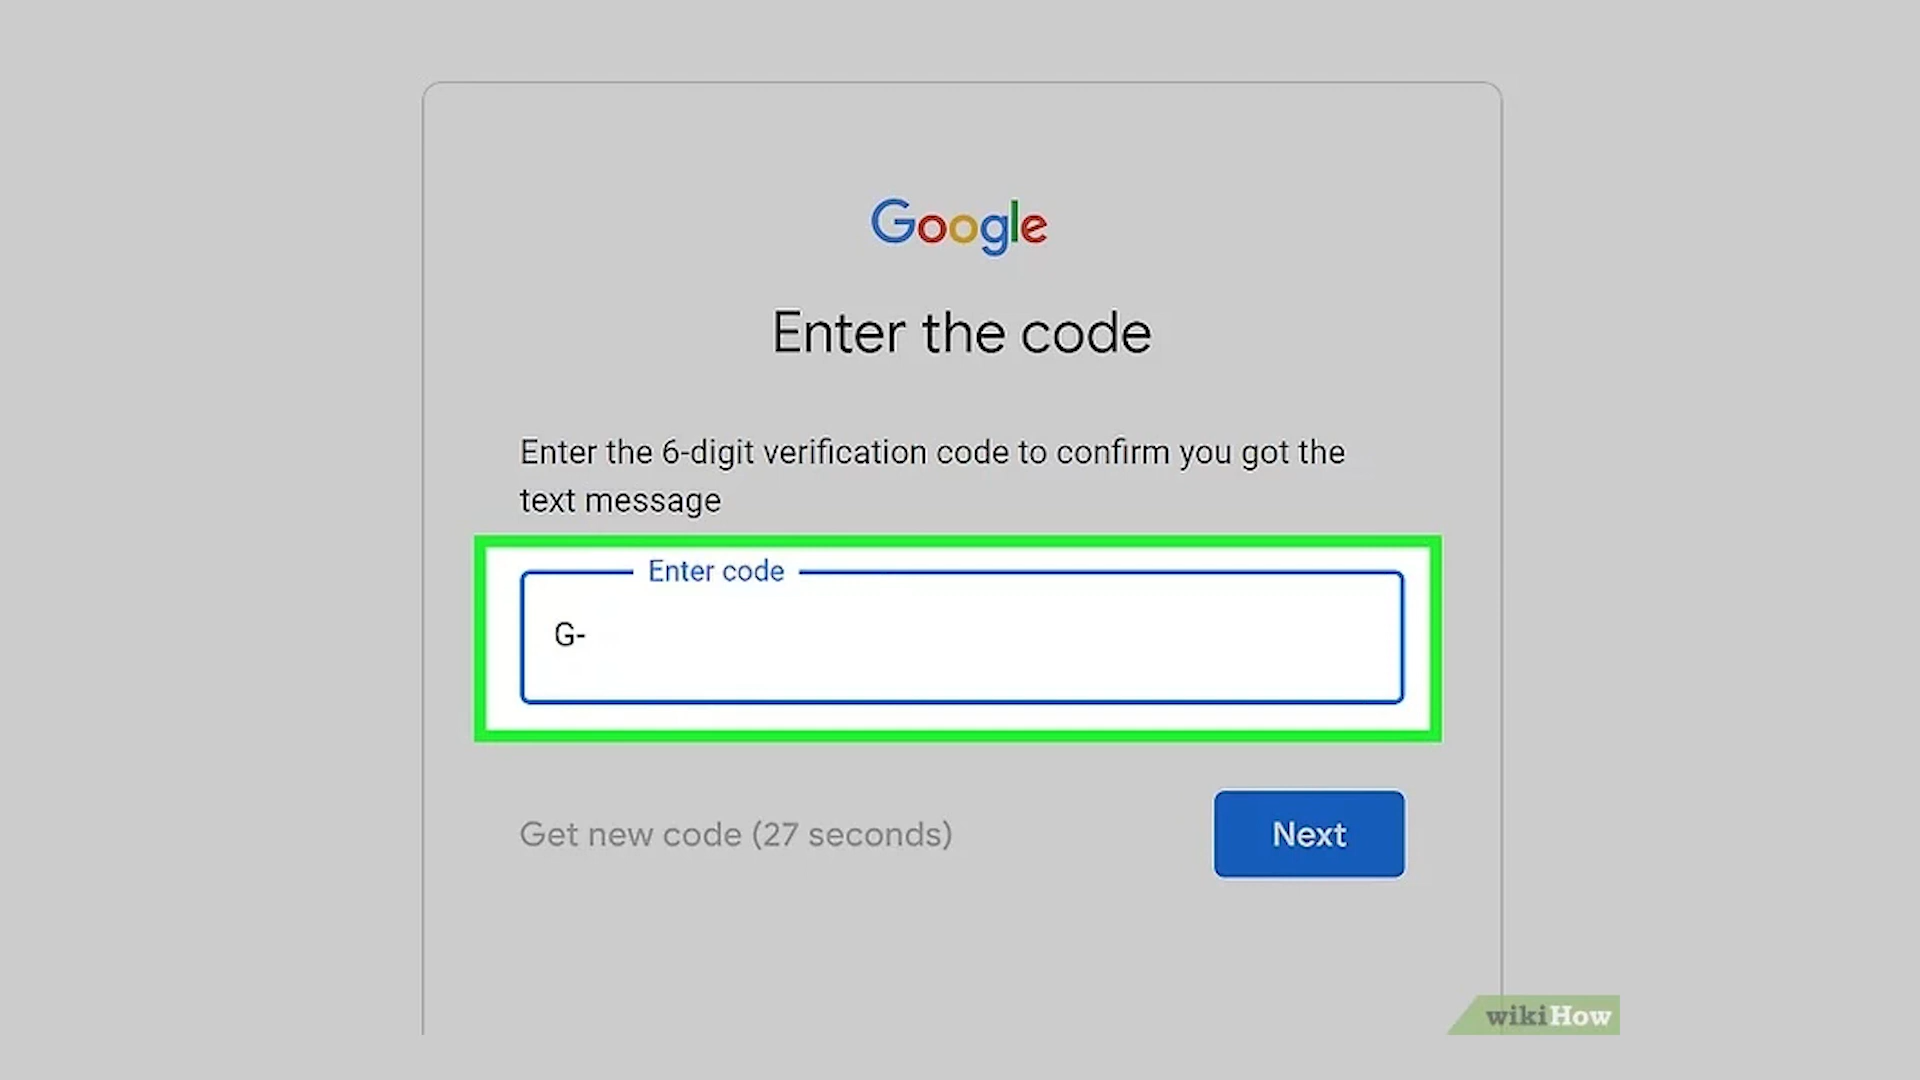 Google
Enter the code
Enter the 6-digit verification code to confirm you got the
text message
Enter code
G-
Get new code (27 seconds)
Next
wikiHow